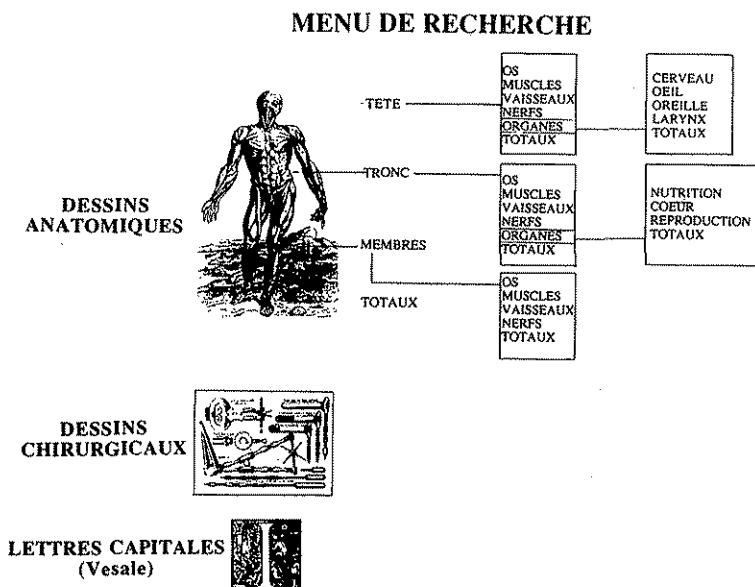 MENU DE RECHERCHE
DESSINS
ANATOMIQUES
TETE
OS
MUSCLES
VAISSEAUX
NERFS
ORGANES
TOTAUX
CERVEAU
OEIL
OREILLE
LARYNX
TOTAUX
TRONC
OS
MUSCLES
VAISSEAUX
NERFS
ORGANES
TOTAUX
NUTRITION
COEUR
REPRODUCTION
TOTAUX
MEMBRES
OS
MUSCLES
VAISSEAUX
NERFS
TOTAUX
TOTAUX
DESSINS
CHIRURGICAUX
LETTRES CAPITALES
(Vesale)